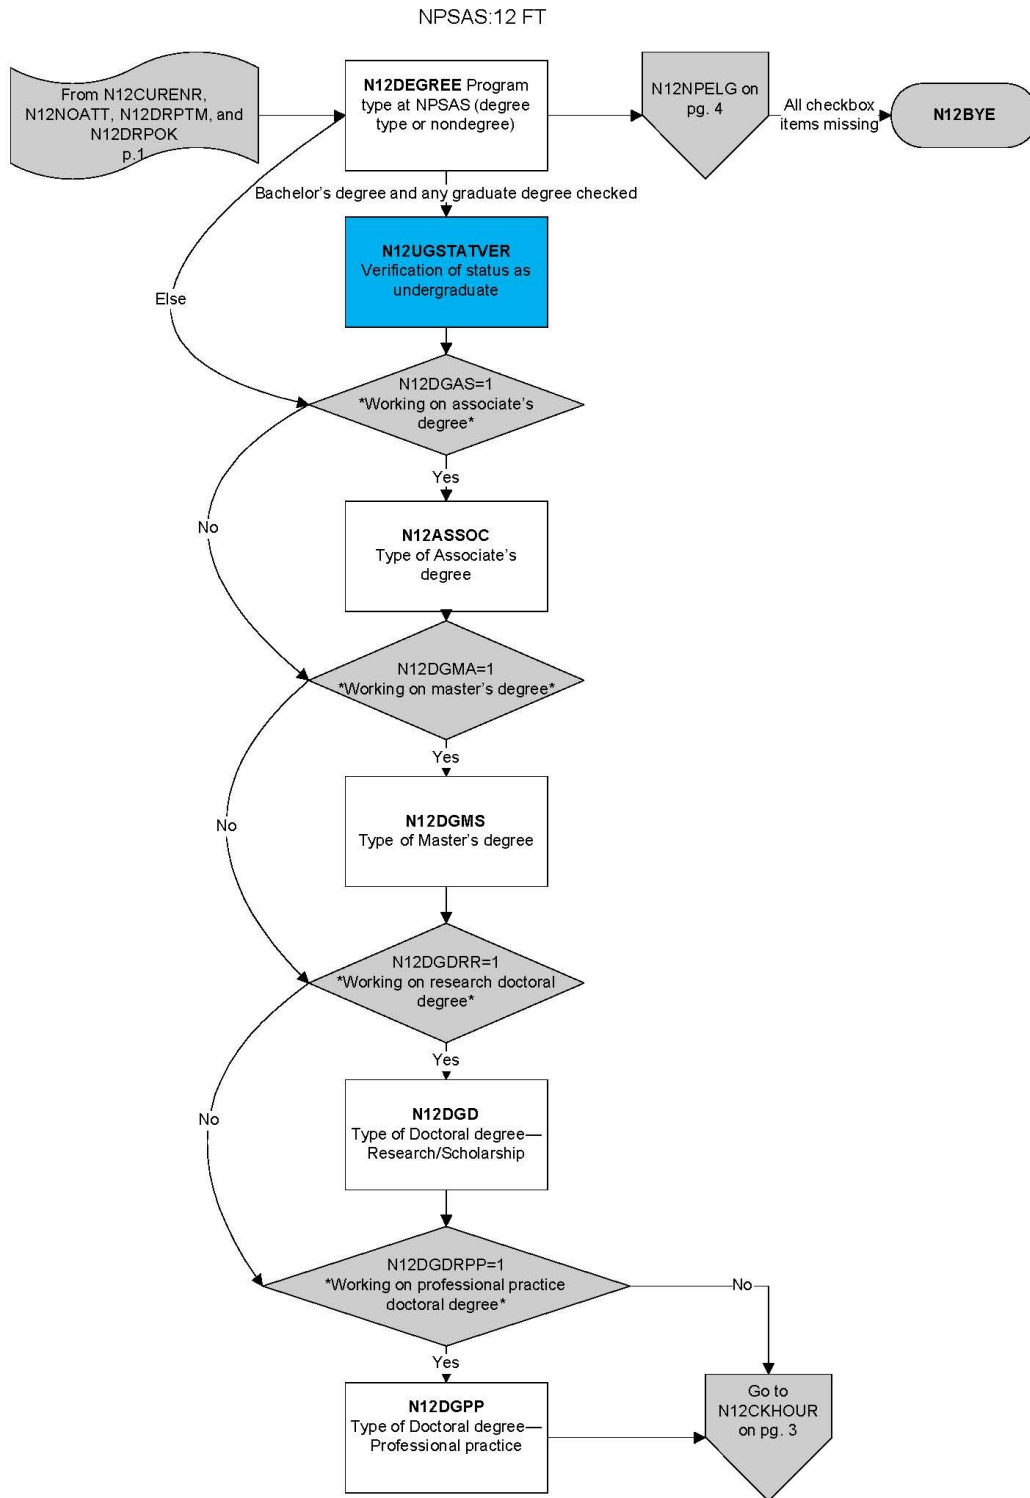 NPSAS:12 FT
From N12CURENR,
N12NOATT, N12DRPTM, and
N12DRPOK
p.1
N12DEGREE Program
type at NPSAS (degree
type or nondegree)
N12NPELG on
pg. 4
All checkbox
items missing
N12BYE
Bachelor's degree and any graduate degree checked
N12UGSTATVER
Verification of status as
undergraduate
Else
N12DGAS=1
*Working on associate's
degree*
Yes
No
N12ASSOC
Type of Associate's
degree
N12DGMA=1
*Working on master's degree*
Yes
No
N12DGMS
Type of Master's degree
N12DGDRR=1
*Working on research doctoral
degree*
Yes
No
N12DGD
Type of Doctoral degree—
Research/Scholarship
N12DGDRPP=1
*Working on professional practice
doctoral degree*
No
Yes
N12DGPP
Type of Doctoral degree—
Professional practice
Go to
N12CKHOUR
on pg. 3